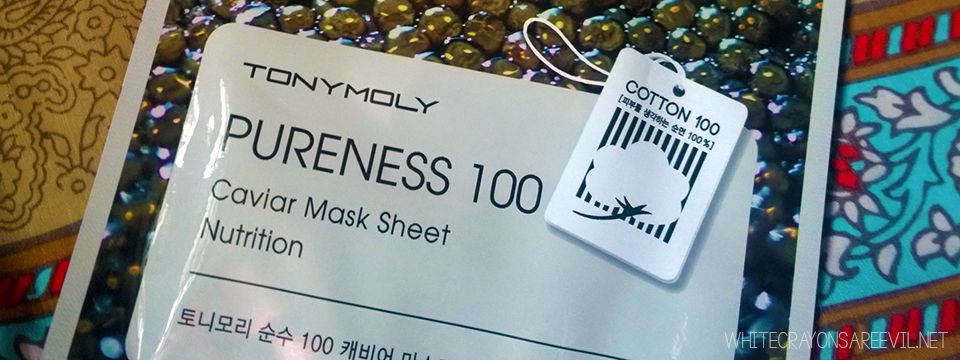 TONYMOLY
PURENESS 100
Caviar Mask Sheet
Nutrition
토니모리 순수 100 캐비어
COTTON 100
[피부를 생각하는 순면 100%]
WHITECRAYONSAREEVIL.NET